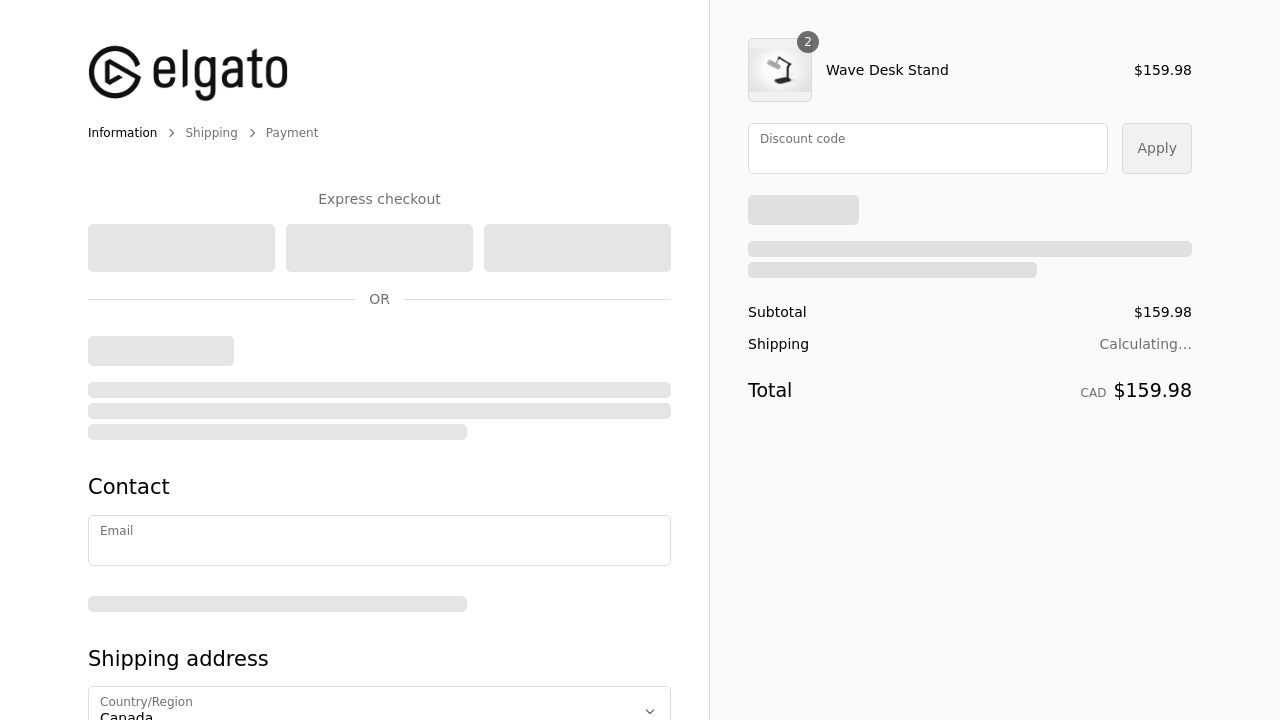 elgato
Information
Shipping
Payment
Express checkout
OR
Contact
Email
Shipping address
Country/Region
Canada
2
Wave Desk Stand
$159.98
Discount code
Apply
Subtotal
$159.98
Shipping
Calculating...
Total
CAD $159.98